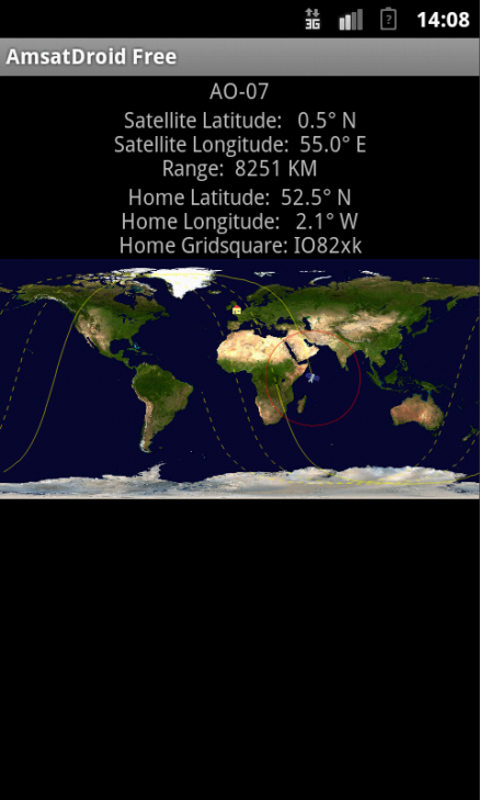 3G ? 14:08
AmsatDroid Free
AO-07
Satellite Latitude: 0.5° N
Satellite Longitude: 55.0° E
Range: 8251 KM
Home Latitude: 52.5° N
Home Longitude: 2.1° W
Home Gridsquare: IO82xk